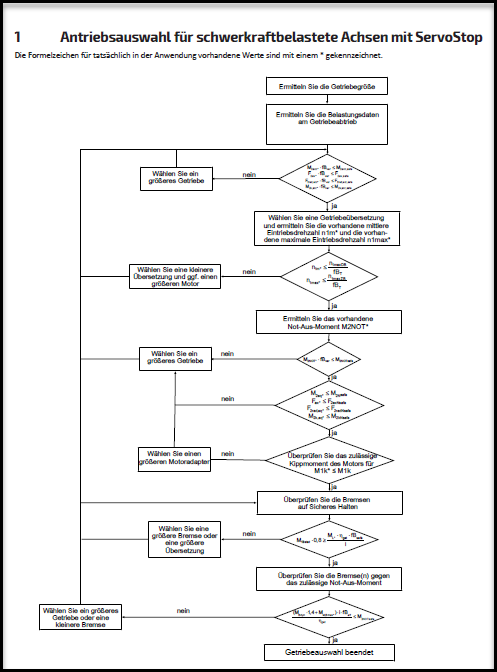 1 Antriebsauswahl für schwerkraftbelastete Achsen mit ServoStop
Die Formelzeichen für tatsächlich in der Anwendung vorhandene Werte sind mit einem * gekennzeichnet.
Ermitteln Sie die Getriebegröße
Ermitteln Sie die Belastungsdaten
am Getriebeabtrieb
Wählen Sie ein
größeres Getriebe
nein
ja
Wählen Sie eine Getriebeübersetzung
und ermitteln Sie die vorhandene mittlere
Eintriebsdrehzahl n1m* und die vorhan-
dene maximale Eintriebsdrehzahl n1max*
Wählen Sie eine kleinere
Übersetzung und ggf. einen
größeren Motor
nein
ja
Ermitteln Sie das vorhandene
Not-Aus-Moment M2NOT*
Wählen Sie ein
größeres Getriebe
nein
ja
nein
ja
Wählen Sie einen
größeren Motoradapter
nein
Überprüfen Sie das zulässige
Kippmoment des Motors für
M1k* ≤ M1k
ja
Überprüfen Sie die Bremsen
auf Sicheres Halten
Wählen Sie eine
größere Bremse oder
eine größere
Übersetzung
nein
ja
Überprüfen Sie die Bremse(n) gegen
das zulässige Not-Aus-Moment
Wählen Sie ein größeres
Getriebe oder eine
kleinere Bremse
nein
ja
Getriebeauswahl beendet